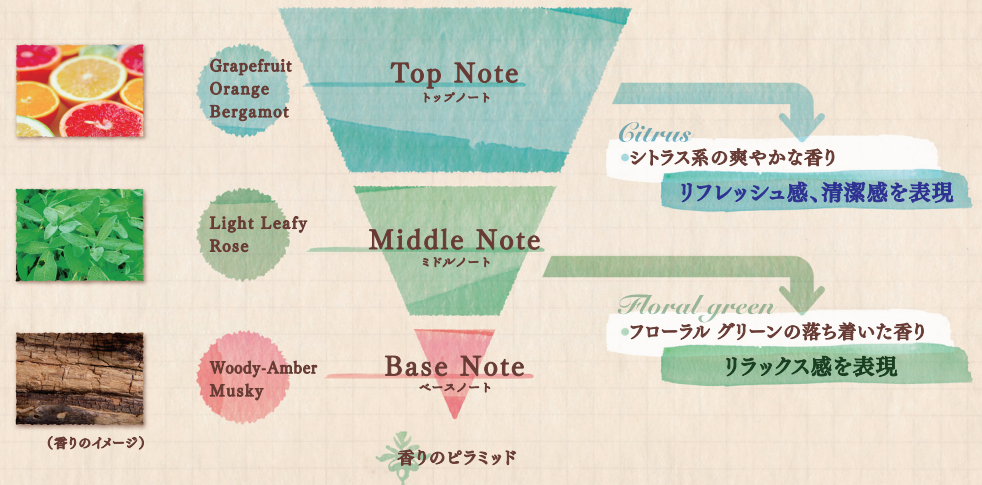 Grapefruit
Orange
Bergamot
Top Note
トップノート
Citrus
•シトラス系の爽やかな香り
リフレッシュ感、清潔感を表現
Light Leafy
Rose
Middle Note
ミドルノート
Floral green
•フローラル グリーンの落ち着いた香り
リラックス感を表現
Woody-Amber
Musky
Base Note
ベースノート
（香りのイメージ）
香りのピラミッド